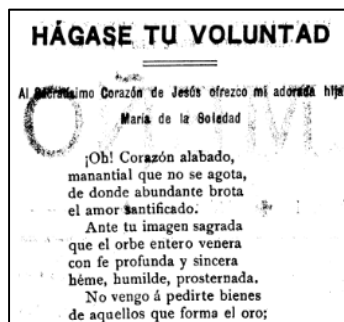 HÁGASE TU VOLUNTAD
Al Sacratísimo Corazón de Jesús ofrezco mi adorada hija
María de la Soledad
¡Oh! Corazón alabado,
manantial que no se agota,
de donde abundante brota
el amor santificado.
Ante tu imagen sagrada
que el orbe entero venera
con fe profunda y sincera
héme, humilde, prosternada.
No vengo á pedirte bienes
de aquellos que forma el oro;